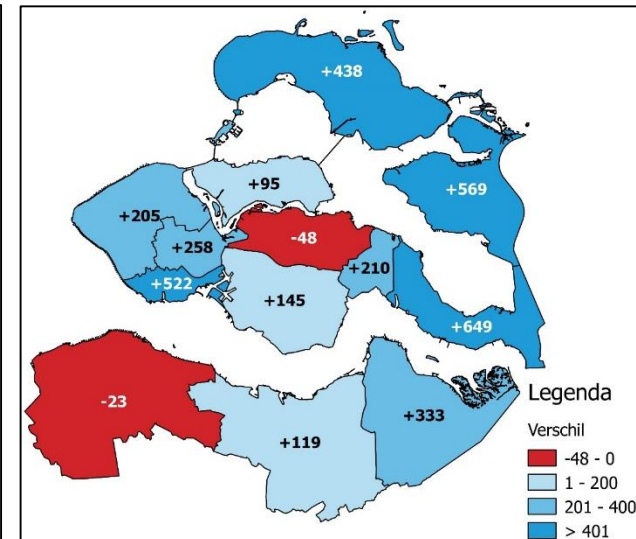 +438
+569
+95
+205
+258
-48
+210
+522
+145
+649
-23
+119
+333
Legenda
Verschil
-48 - 0
1 - 200
201 - 400
> 401